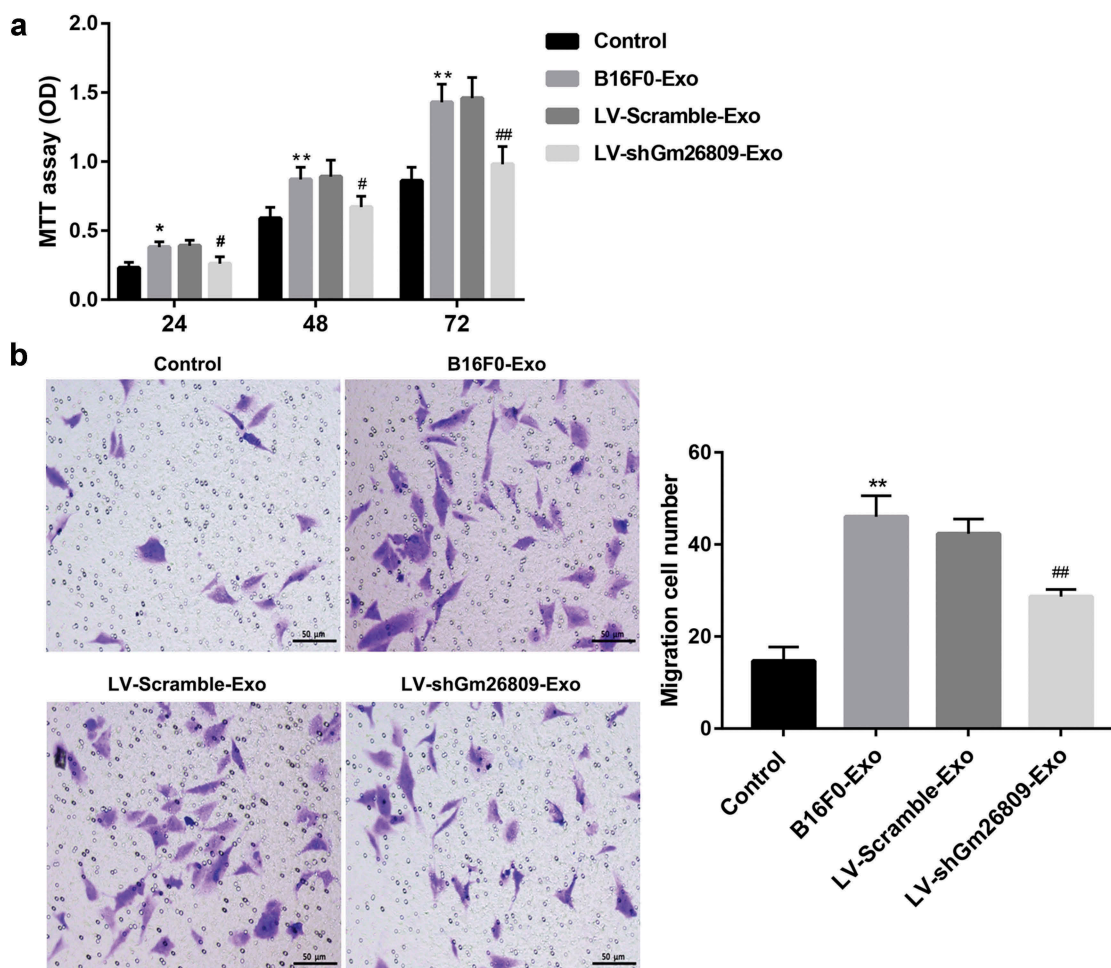 a
MTT assay (OD)
2.0
1.5
1.0
0.5
0.0
*
#
**
#
**
##
24
48
72
Control
B16F0-Exo
LV-Scramble-Exo
LV-shGm26809-Exo
b
Control
B16F0-Exo
50 μm
50 μm
LV-Scramble-Exo
LV-shGm26809-Exo
50 μm
50 μm
Migration cell number
60
40
20
0
**
##
Control
B16F0-Exo
LV-Scramble-Exo
LV-shGm26809-Exo